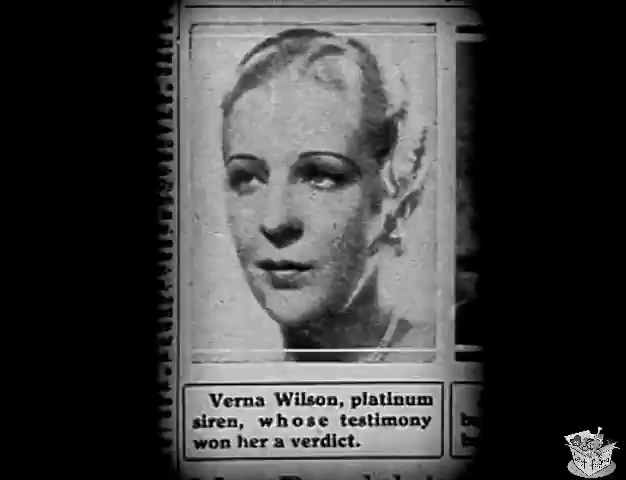 Verna Wilson, platinum
siren, whose testimony
won her a verdict.